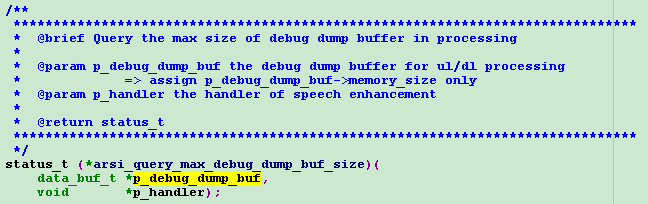 /**
 *******************************************************************************
 *  @brief Query the max size of debug dump buffer in processing
 *
 *  @param p_debug_dump_buf the debug dump buffer for ul/dl processing
 *             => assign p_debug_dump_buf->memory_size only
 *  @param p_handler the handler of speech enhancement
 *
 *  @return status_t
 *******************************************************************************
 */
status_t (*arsi_query_max_debug_dump_buf_size)(
    data_buf_t *p_debug_dump_buf,
    void       *p_handler);